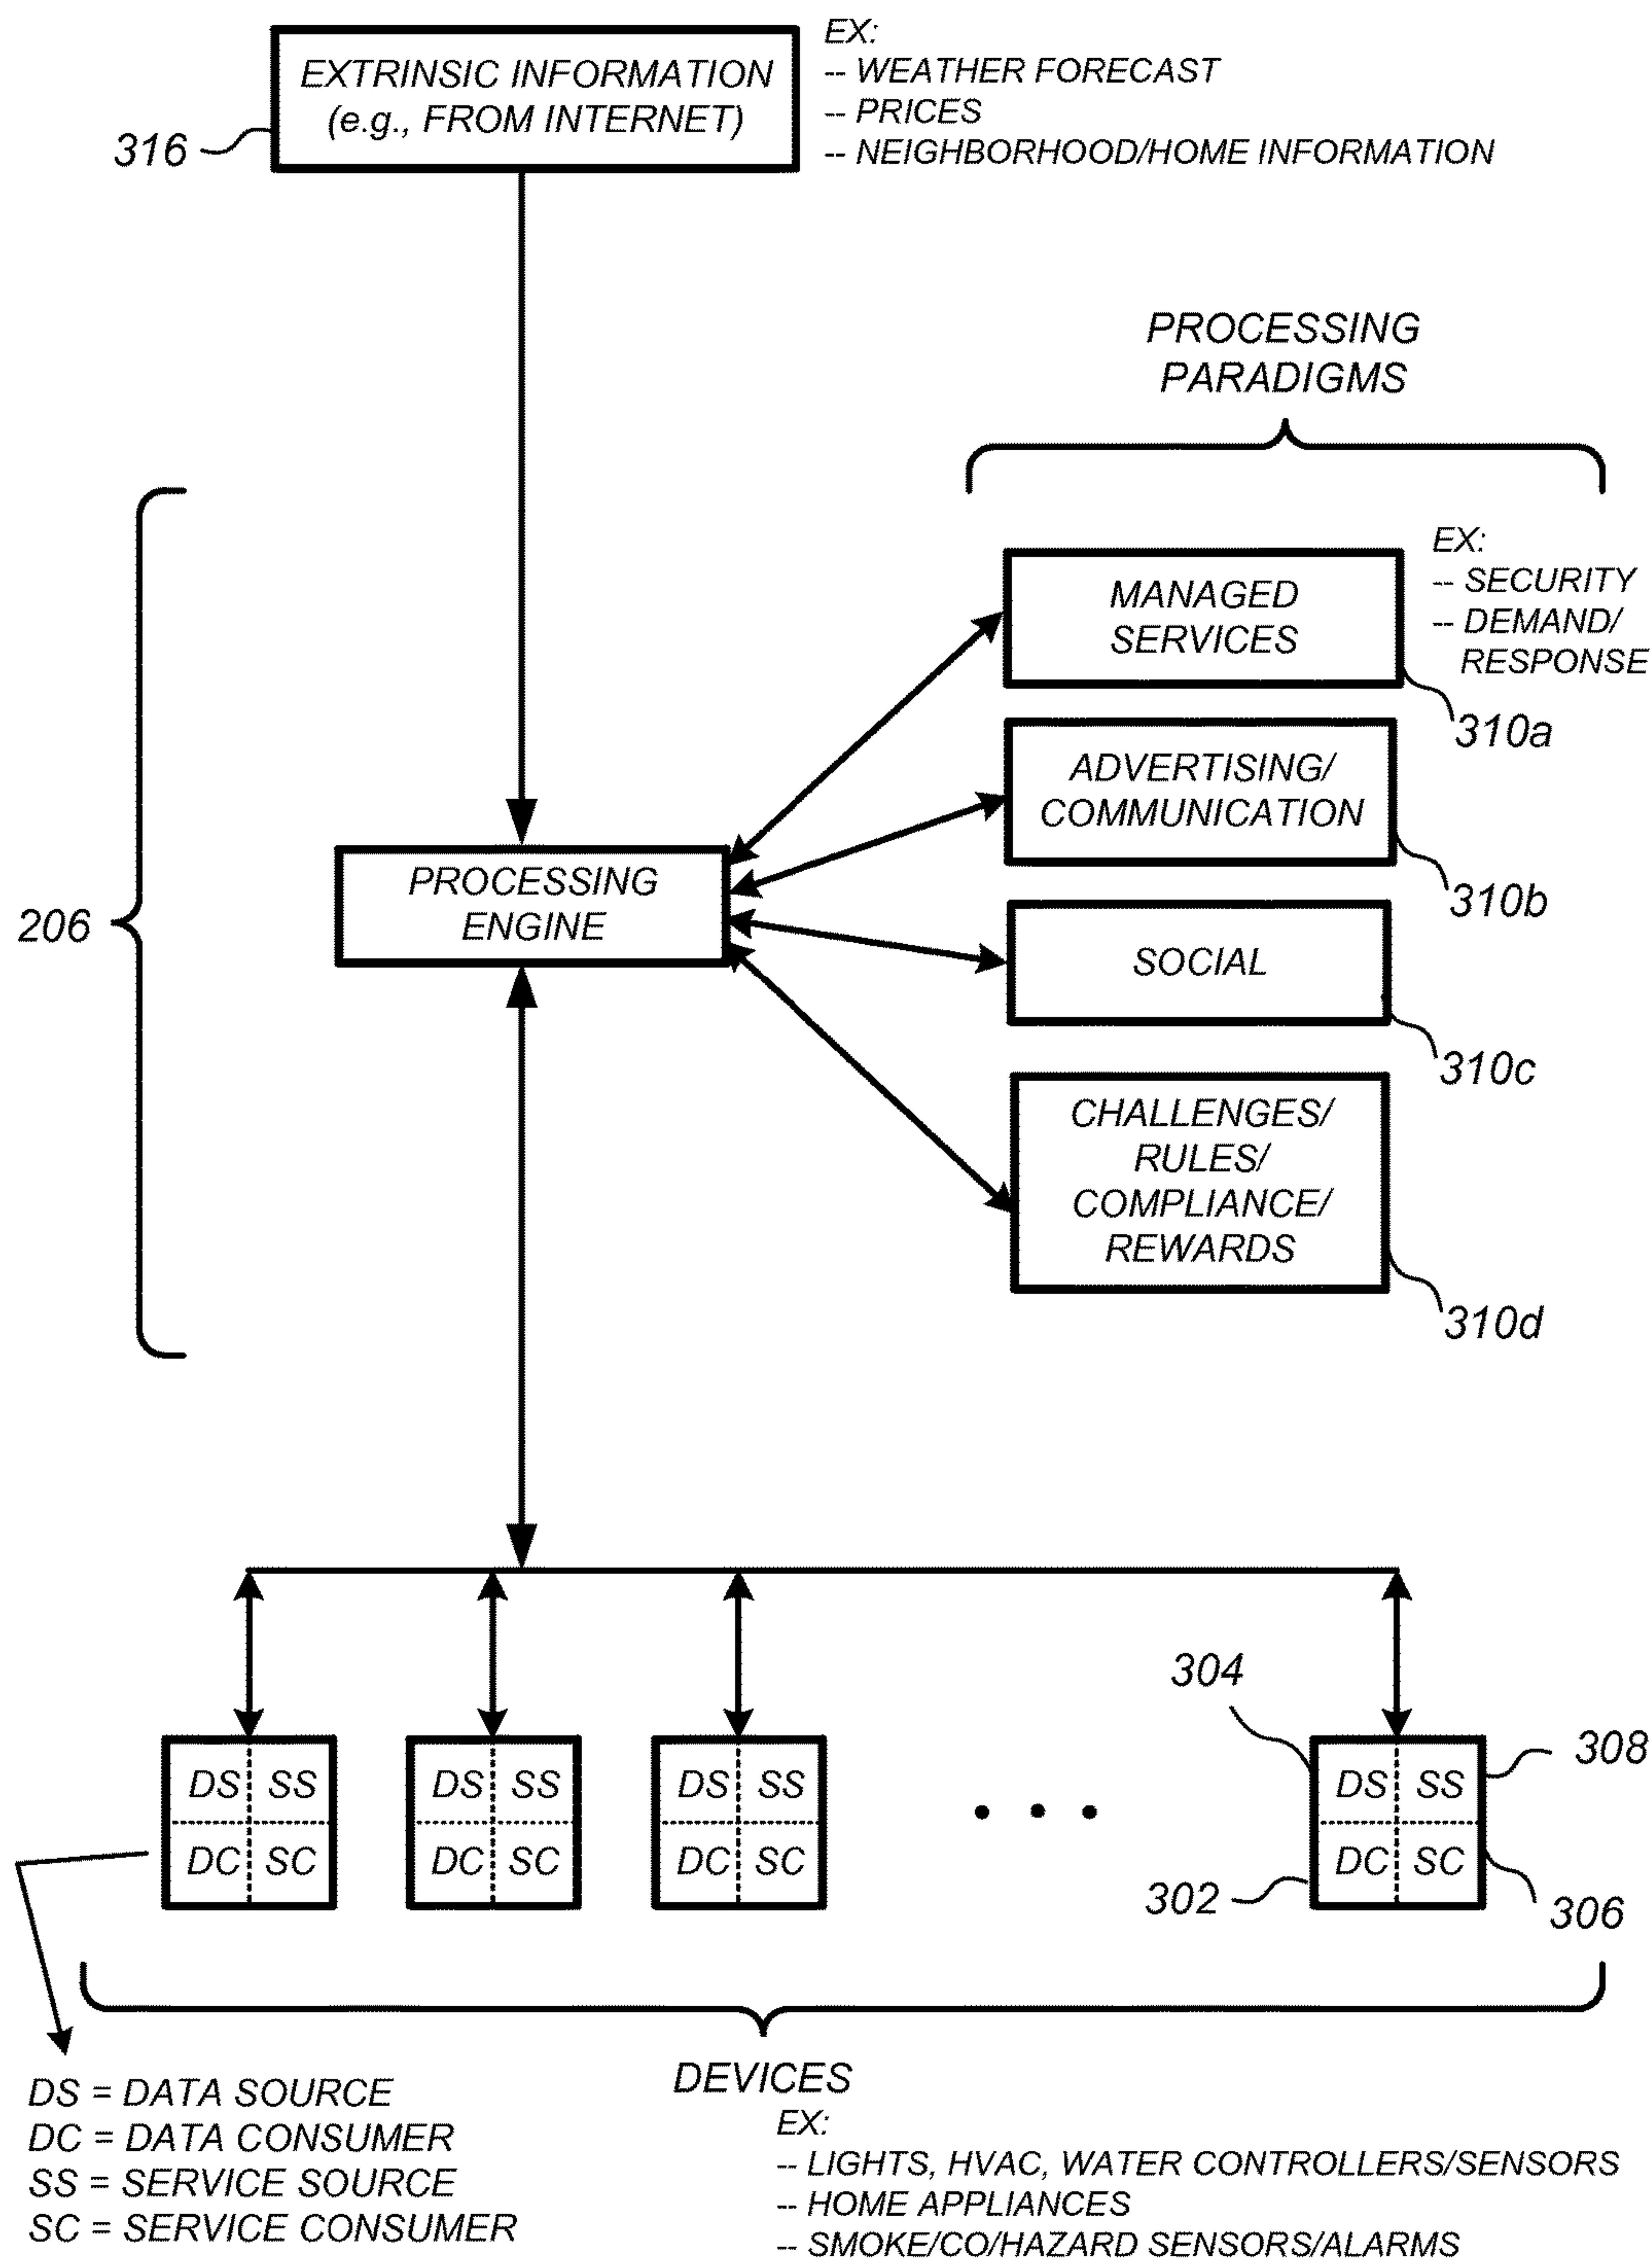 EXTRINSIC INFORMATION
(e.g., FROM INTERNET)
316
EX:
-- WEATHER FORECAST
-- PRICES
-- NEIGHBORHOOD/HOME INFORMATION
PROCESSING
PARADIGMS
MANAGED
SERVICES
EX:
-- SECURITY
-- DEMAND/
RESPONSE
310a
ADVERTISING/
COMMUNICATION
310b
PROCESSING
ENGINE
206
SOCIAL
310c
CHALLENGES/
RULES/
COMPLIANCE/
REWARDS
310d
304
308
DS SS
DC SC
DS SS
DC SC
DS SS
DC SC
. . .
DS SS
DC SC
302
306
DEVICES
DS = DATA SOURCE
DC = DATA CONSUMER
SS = SERVICE SOURCE
SC = SERVICE CONSUMER
EX:
-- LIGHTS, HVAC, WATER CONTROLLERS/SENSORS
-- HOME APPLIANCES
-- SMOKE/CO/HAZARD SENSORS/ALARMS